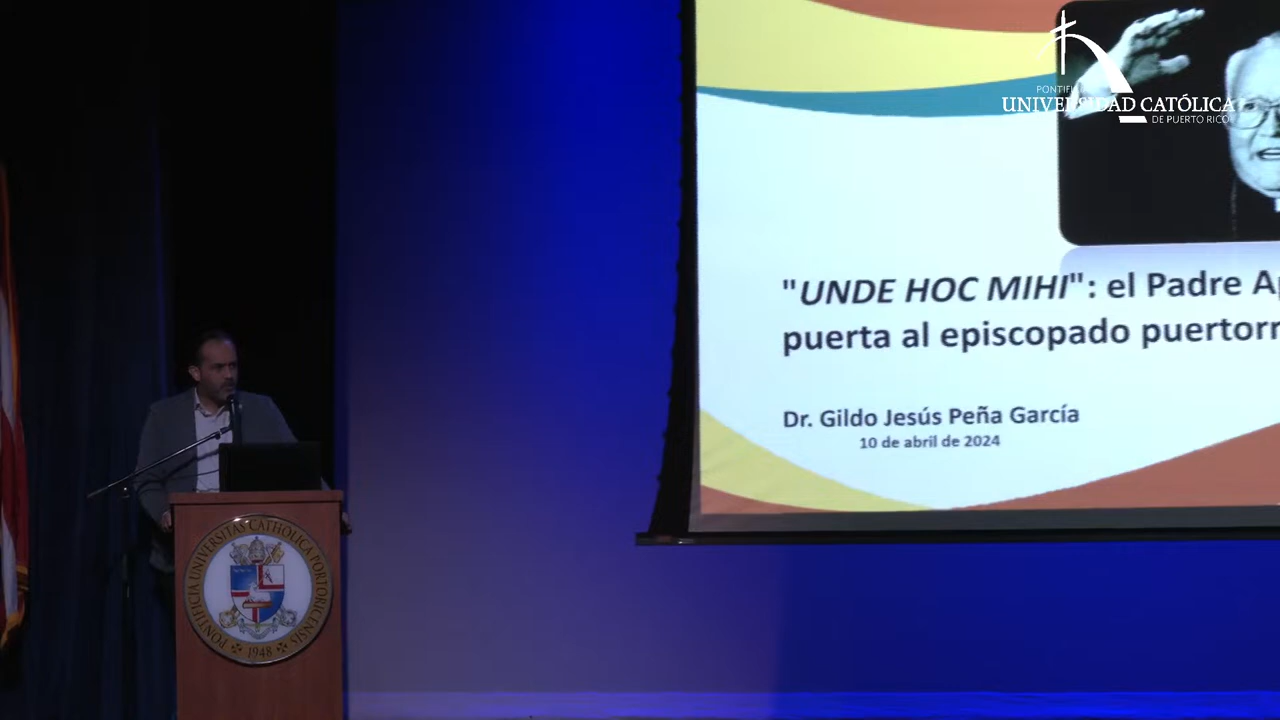 UNIVERSIDAD CATÓLICA
DE PUERTO RICO
"UNDE HOC MIHI": el Padre
puerta al episcopado
Dr. Gildo Jesús Peña García
10 de abril de 2024
PONTIFICIA UNIVERSITAS CATHOLICA PORTORICENSIS
1948